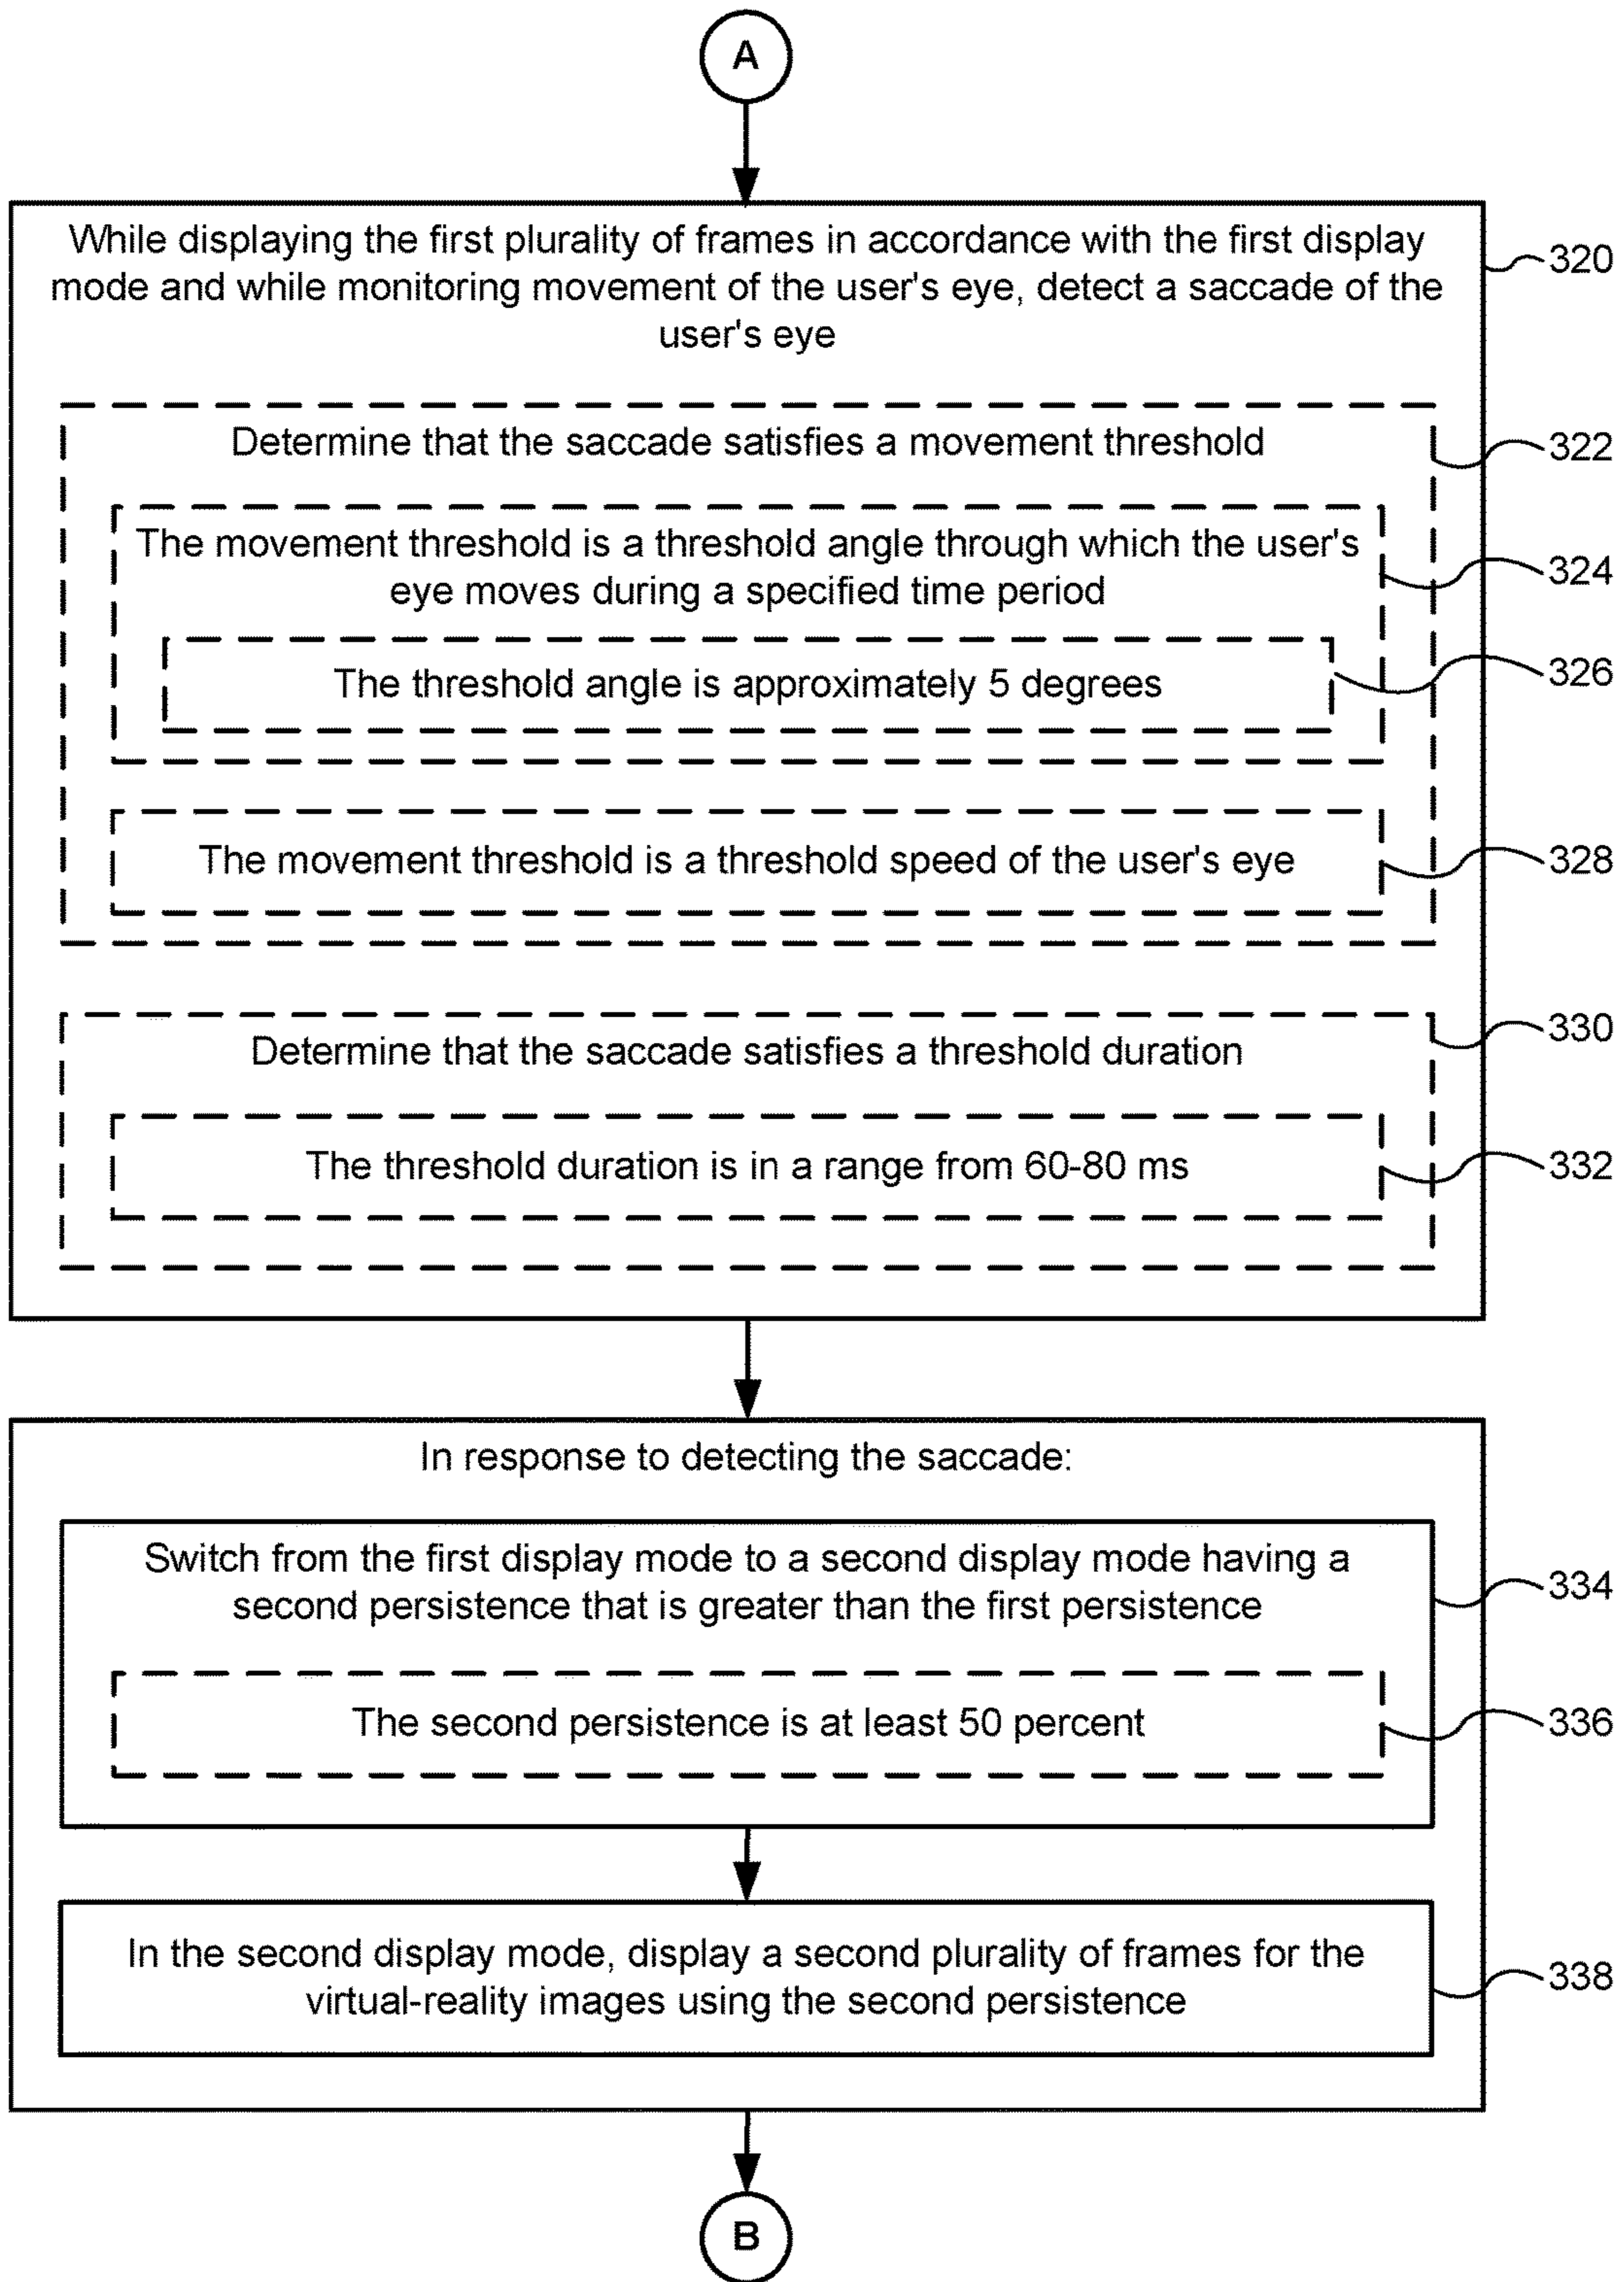 A
While displaying the first plurality of frames in accordance with the first display
mode and while monitoring movement of the user's eye, detect a saccade of the
user's eye
320
Determine that the saccade satisfies a movement threshold
322
The movement threshold is a threshold angle through which the user's
eye moves during a specified time period
324
The threshold angle is approximately 5 degrees
326
The movement threshold is a threshold speed of the user's eye
328
Determine that the saccade satisfies a threshold duration
330
The threshold duration is in a range from 60-80 ms
332
In response to detecting the saccade:
Switch from the first display mode to a second display mode having a
second persistence that is greater than the first persistence
334
The second persistence is at least 50 percent
336
In the second display mode, display a second plurality of frames for the
virtual-reality images using the second persistence
338
B